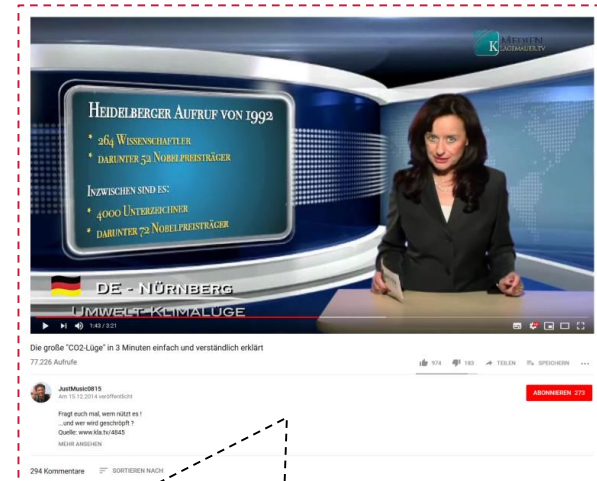 K MEDIEN
KLAGEMAUER.TV
HEIDELBERGER AUFRUF VON 1992
* 264 WISSENSCHAFTLER
* DARUNTER 52 NOBELPREISTRÄGER
INZWISCHEN SIND ES:
* 4000 UNTERZEICHNER
* DARUNTER 72 NOBELPREISTRÄGER
DE - NÜRNBERG
UMWELT-KLIMALÜGE
1:43 / 3:21
Die große "CO2-Lüge" in 3 Minuten einfach und verständlich erklärt
77.226 Aufrufe
974 183 TEILEN SPEICHERN ...
JustMusic0815
Am 15.12.2014 veröffentlicht
ABONNIEREN 273
Fragt euch mal, wem nützt es !
...und wer wird geschröpft ?
Quelle: www.kla.tv/4845
MEHR ANSEHEN
294 Kommentare SORTIEREN NACH